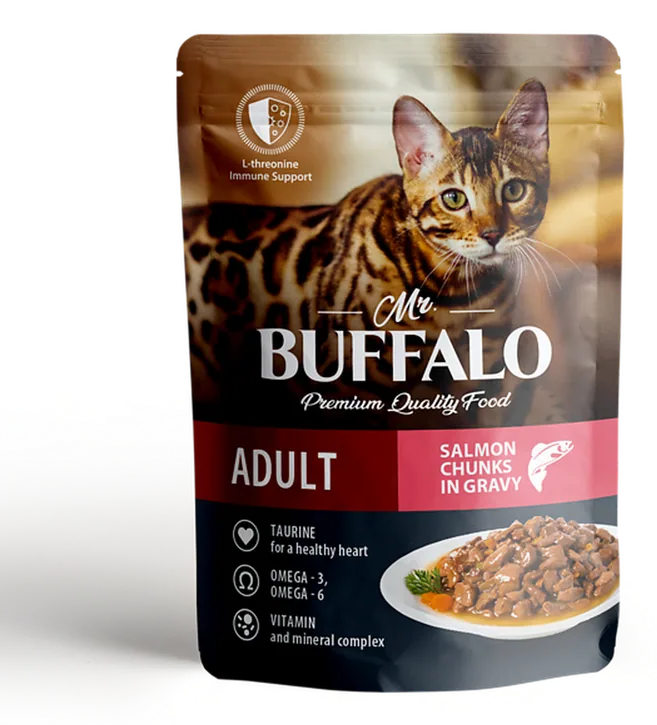 L-threonine
Immune Support
Mr.
BUFFALO
Premium Quality Food
ADULT
SALMON
CHUNKS
IN GRAVY
TAURINE
for a healthy heart
OMEGA - 3,
OMEGA - 6
VITAMIN
and mineral complex